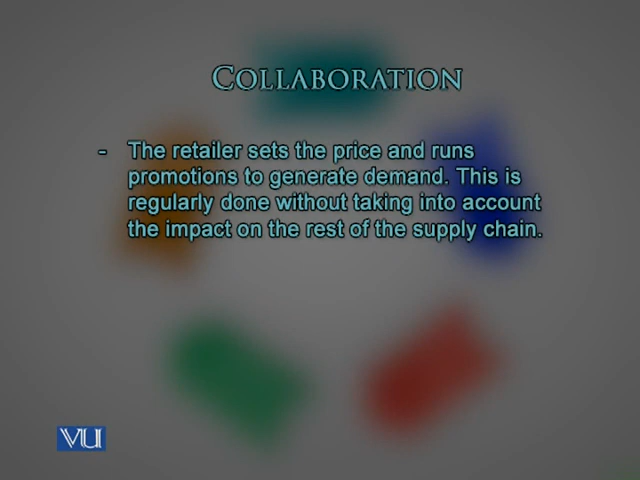 COLLABORATION
- The retailer sets the price and runs
promotions to generate demand. This is
regularly done without taking into account
the impact on the rest of the supply chain.
VU